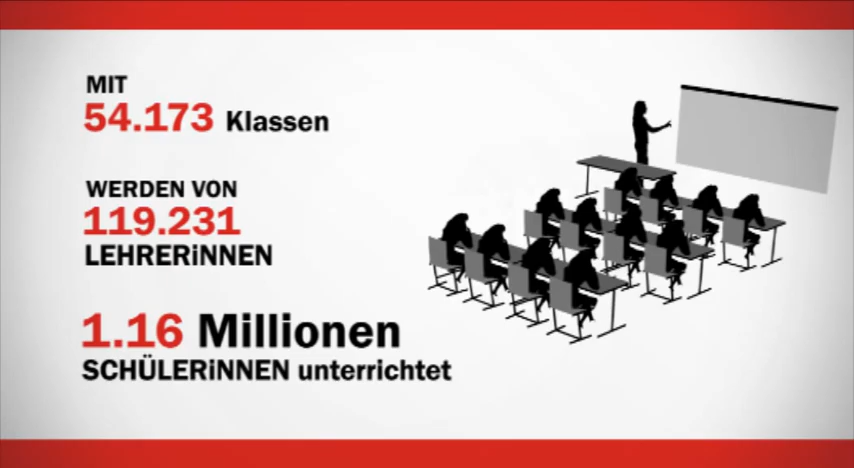 MIT
54.173 Klassen
WERDEN VON
119.231
LEHRERiNNEN
1.16 Millionen
SCHÜLERiNNEN unterrichtet